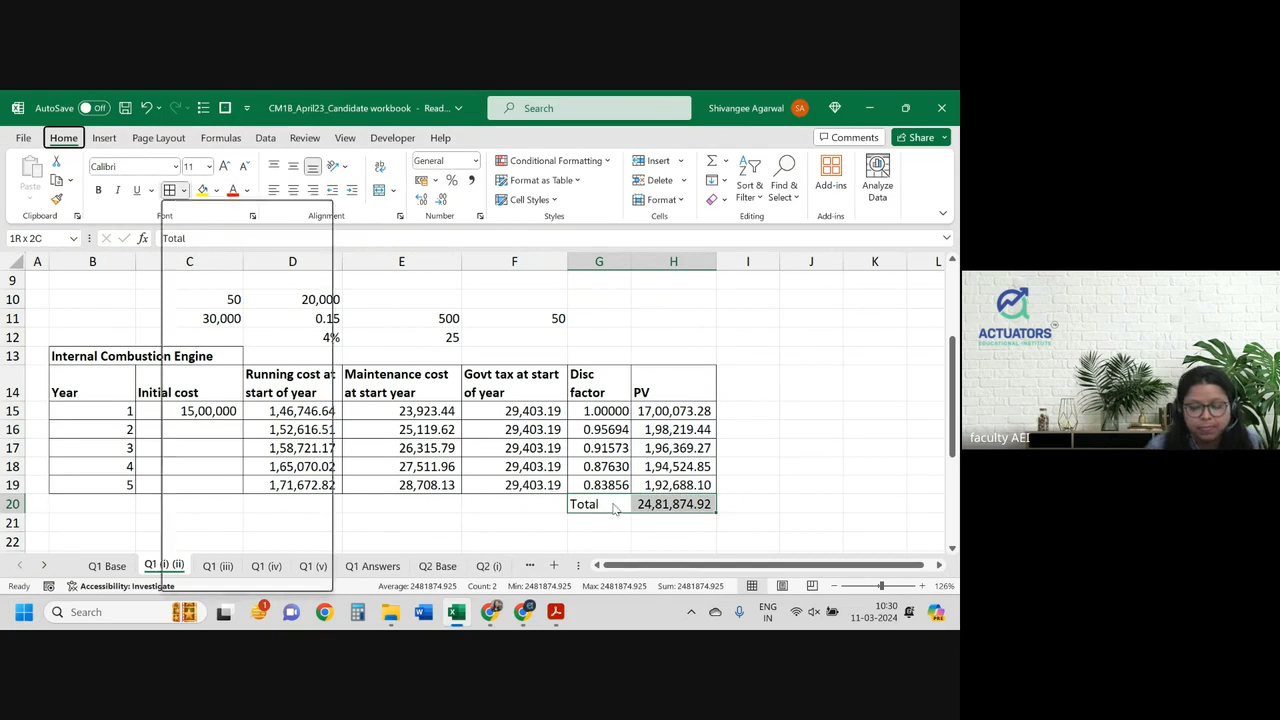 AutoSave Off CM1B_April23_Candidate workbook - Read... Search Shivangee Agarwal SA
File Home Insert Page Layout Formulas Data Review View Developer Help Comments Share
Paste Calibri 11 General Conditional Formatting Insert Sort & Filter Find & Select Add-ins Analyze Data
B I U Format as Table Delete
Cell Styles Format
Clipboard Font Alignment Number Styles Cells Editing Add-ins
1R x 2C fx Total
A B C D E F G H I J K L
9
10 50 20,000
11 30,000 0.15 500 50
12 4% 25
13 Internal Combustion Engine
14 Year Initial cost Running cost at start of year Maintenance cost at start year Govt tax at start of year Disc factor PV
15 1 15,00,000 1,46,746.64 23,923.44 29,403.19 1.00000 17,00,073.28
16 2 1,52,616.51 25,119.62 29,403.19 0.95694 1,98,219.44
17 3 1,58,721.17 26,315.79 29,403.19 0.91573 1,96,369.27
18 4 1,65,070.02 27,511.96 29,403.19 0.87630 1,94,524.85
19 5 1,71,672.82 28,708.13 29,403.19 0.83856 1,92,688.10
20 Total 24,81,874.92
21
22
Q1 Base Q1 (i) (ii) Q1 (iii) Q1 (iv) Q1 (v) Q1 Answers Q2 Base Q2 (i) ...
Ready Accessibility: Investigate Average: 2481874.925 Count: 2 Min: 2481874.925 Max: 2481874.925 Sum: 2481874.925 126%
Search 1 ENG IN 10:30 11-03-2024
ACTUATORS
EDUCATIONAL INSTITUTE
faculty AEI